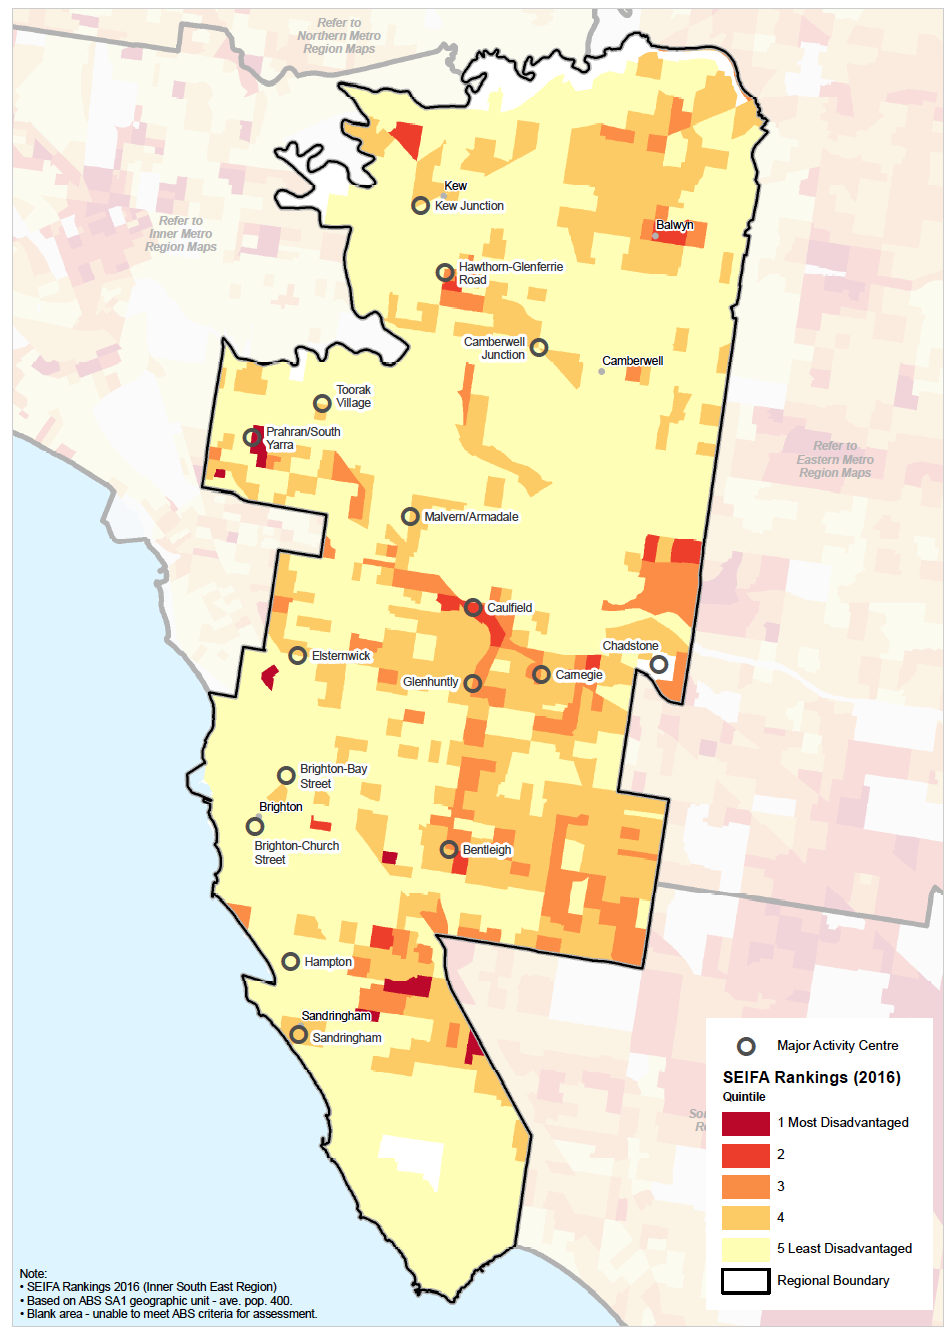 Refer to
Northern Metro
Region Maps
Kew
Kew Junction
Refer to
Inner Metro
Region Maps
Balwyn
Hawthorn-Glenferrie
Road
Camberwell
Junction
Camberwell
Toorak
Village
Prahran/South
Yarra
Refer to
Eastern Metro
Region Maps
Malvern/Armadale
Caulfield
Chadstone
Elsternwick
Carnegie
Glenhuntly
Brighton-Bay
Street
Brighton
Brighton-Church
Street
Bentleigh
Hampton
Sandringham
Sandringham
Major Activity Centre
SEIFA Rankings (2016)
Quintile
1 Most Disadvantaged
2
3
4
5 Least Disadvantaged
Regional Boundary
Note:
• SEIFA Rankings 2016 (Inner South East Region)
• Based on ABS SA1 geographic unit - ave. pop. 400.
• Blank area - unable to meet ABS criteria for assessment.